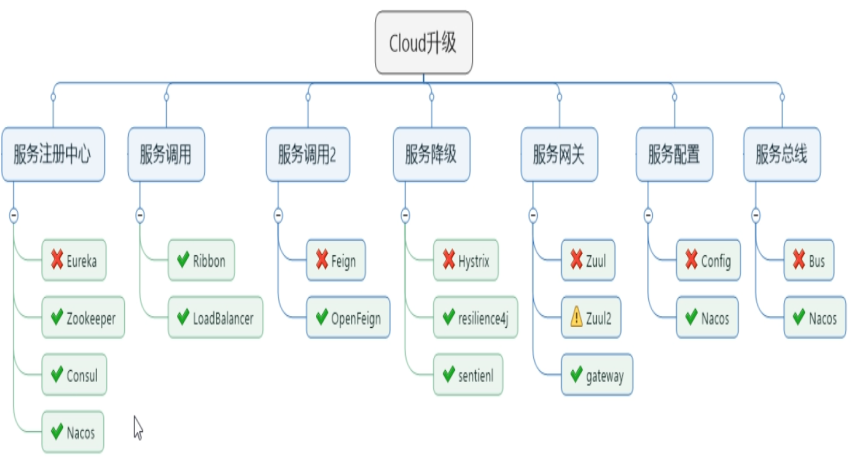 Cloud升级
服务注册中心
服务调用
服务调用2
服务降级
服务网关
服务配置
服务总线
Eureka
Ribbon
Feign
Hystrix
Zuul
Config
Bus
Zookeeper
LoadBalancer
OpenFeign
resilience4j
Zuul2
Nacos
Nacos
Consul
sentienl
gateway
Nacos